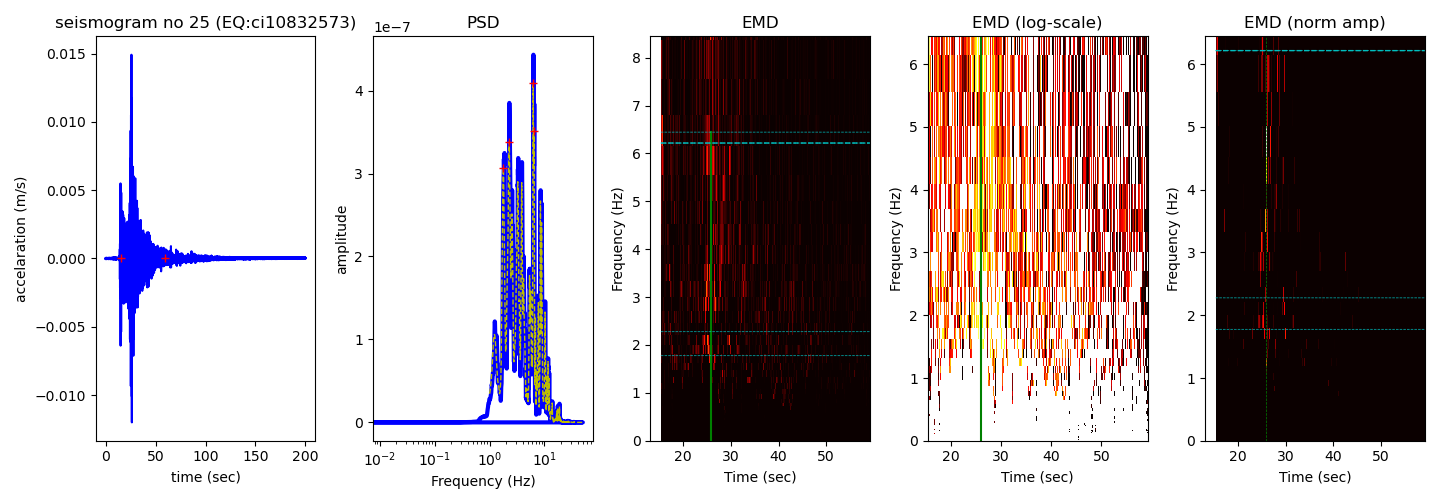 seismogram no 25 (EQ:ci10832573)
accelaration (m/s)
0.015
0.010
0.005
0.000
−0.005
−0.010
0 50 100 150 200
time (sec)
PSD
1e−7
amplitude
4
3
2
1
0
10⁻² 10⁻¹ 10⁰ 10¹
Frequency (Hz)
EMD
Frequency (Hz)
8
7
6
5
4
3
2
1
0
20 30 40 50
Time (sec)
EMD (log-scale)
Frequency (Hz)
6
5
4
3
2
1
0
20 30 40 50
Time (sec)
EMD (norm amp)
Frequency (Hz)
6
5
4
3
2
1
0
20 30 40 50
Time (sec)